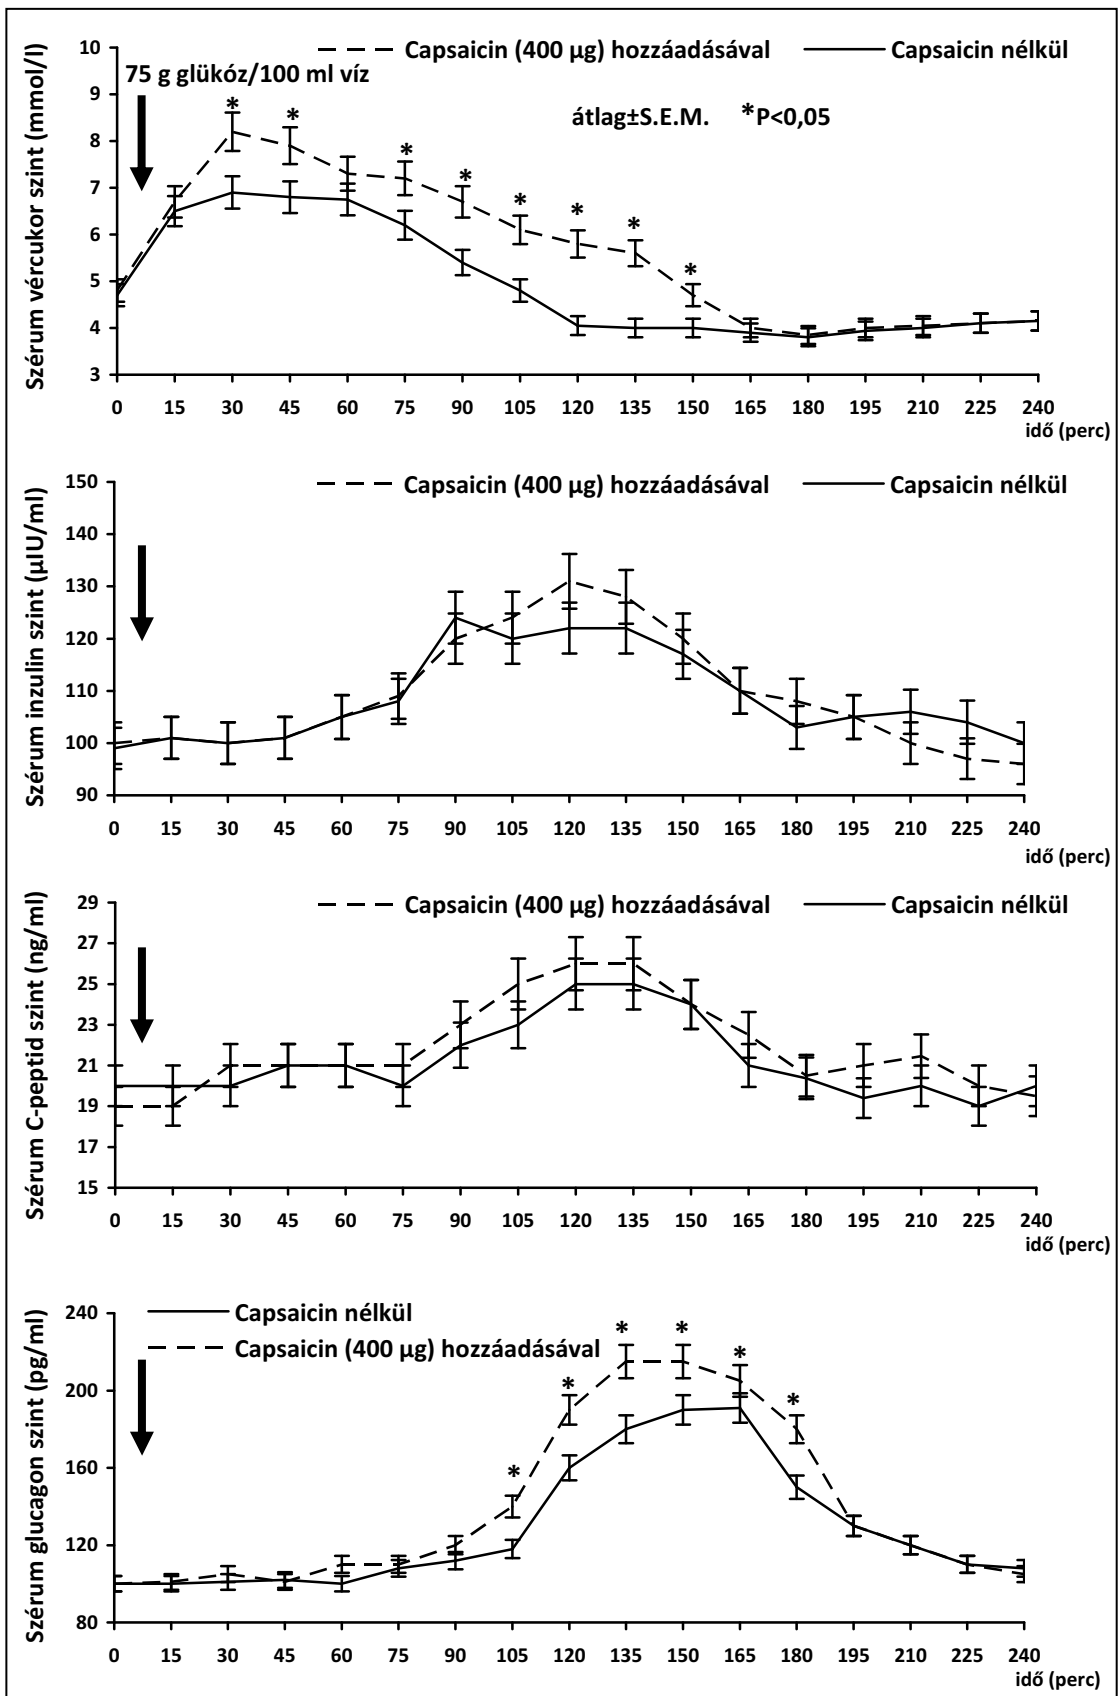 Szérum vércukor szint (mmol/l)
Capsaicin (400 µg) hozzáadásával
Capsaicin nélkül
75 g glükóz/100 ml víz
átlag±S.E.M. *P<0,05
* * * * * * * *
10
9
8
7
6
5
4
3
0 15 30 45 60 75 90 105 120 135 150 165 180 195 210 225 240
idő (perc)
Szérum inzulin szint (µIU/ml)
Capsaicin (400 µg) hozzáadásával
Capsaicin nélkül
150
140
130
120
110
100
90
0 15 30 45 60 75 90 105 120 135 150 165 180 195 210 225 240
idő (perc)
Szérum C-peptid szint (ng/ml)
Capsaicin (400 µg) hozzáadásával
Capsaicin nélkül
29
27
25
23
21
19
17
15
0 15 30 45 60 75 90 105 120 135 150 165 180 195 210 225 240
idő (perc)
Szérum glucagon szint (pg/ml)
Capsaicin nélkül
Capsaicin (400 µg) hozzáadásával
* * * * * *
240
200
160
120
80
0 15 30 45 60 75 90 105 120 135 150 165 180 195 210 225 240
idő (perc)